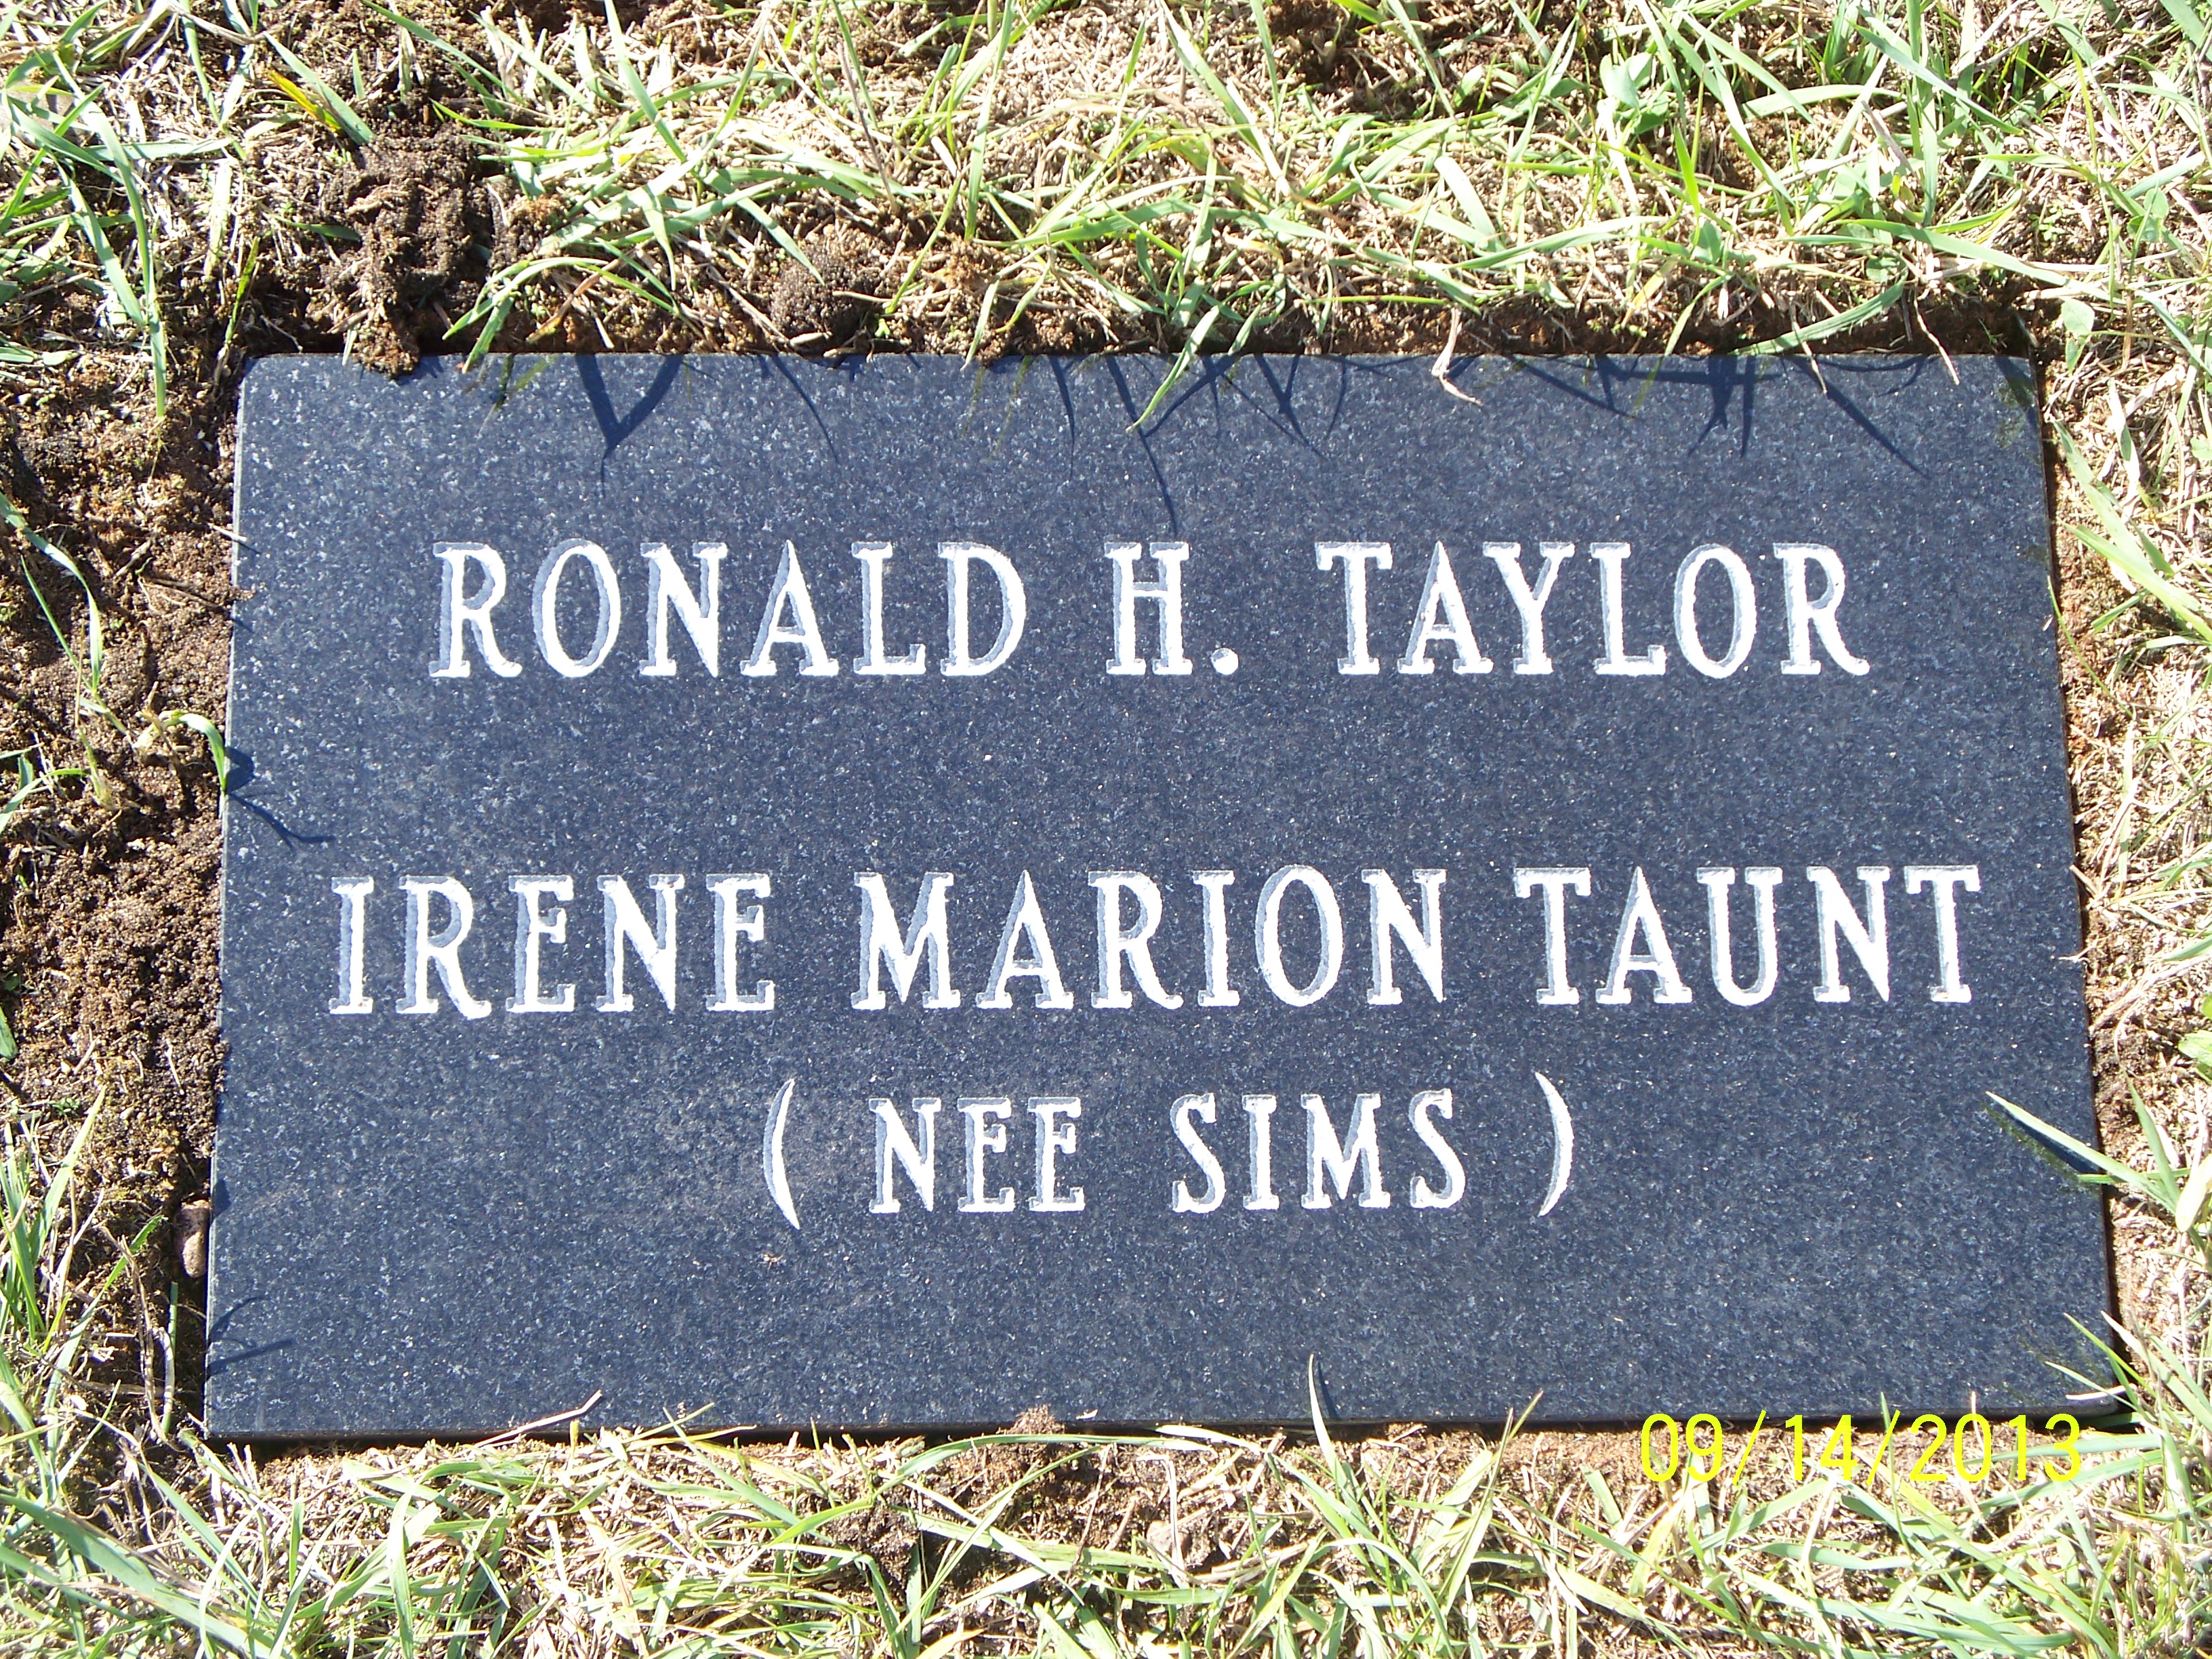 RONALD H. TAYLOR
IRENE MARION TAUNT
( NEE SIMS )
09/14/2013